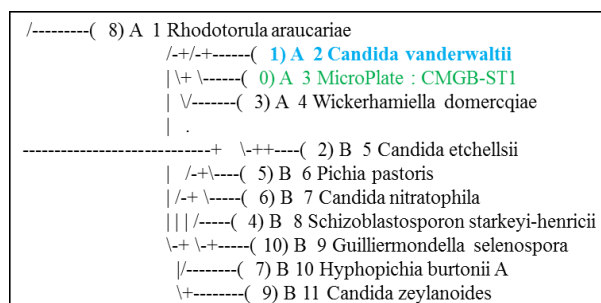 /---------( 8) A 1 Rhodotorula araucariae
/-+/-+------( 1) A 2 Candida vanderwaltii
| \+ \------( 0) A 3 MicroPlate : CMGB-ST1
| \/-------( 3) A 4 Wickerhamiella domercqiae
| .
-----------------------------+ \-++----( 2) B 5 Candida etchellsii
| /-+\----( 5) B 6 Pichia pastoris
| /-+ \-----( 6) B 7 Candida nitratophila
| | | /-----( 4) B 8 Schizoblastosporon starkeyi-henricii
\-+ \-+-----( 10) B 9 Guilliermondella selenospora
|/--------( 7) B 10 Hyphopichia burtonii A
\+--------( 9) B 11 Candida zeylanoides